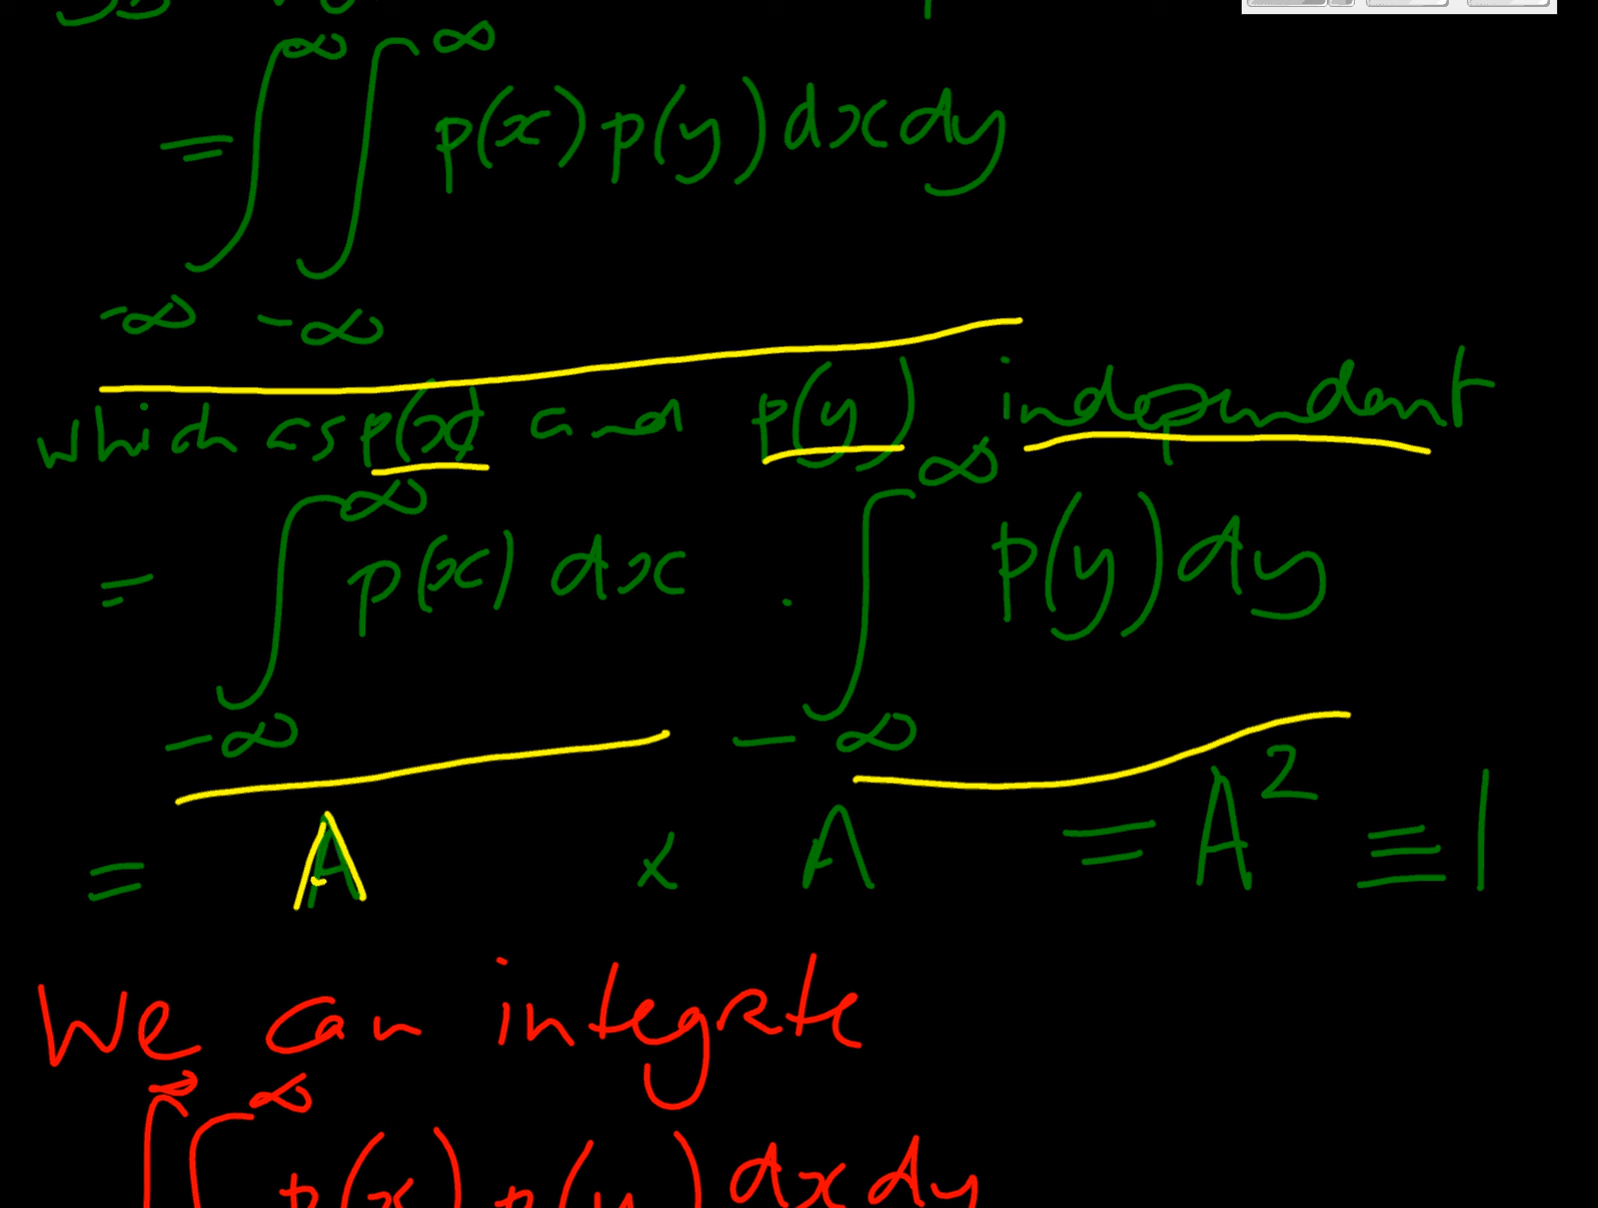 = ∫_{-∞}^{∞} ∫_{-∞}^{∞} p(x) p(y) dx dy
which as p(x) and p(y) independent
= ∫_{-∞}^{∞} p(x) dx . ∫_{-∞}^{∞} p(y) dy
= A x A = A² ≡ 1
We can integrate
∫ ∫^{∞} p(x) p(y) dx dy